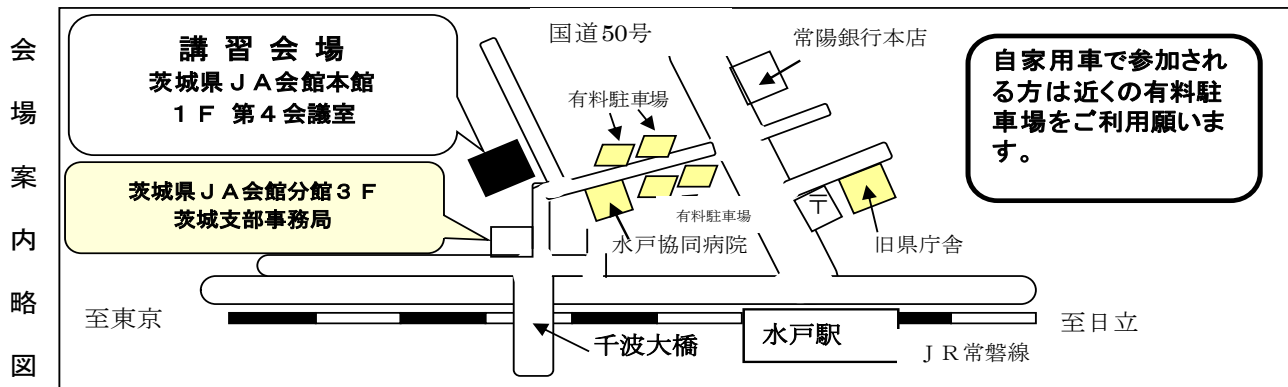 会場案内略図
講 習 会 場
茨城県ＪＡ会館本館
１Ｆ 第４会議室
茨城県ＪＡ会館分館３Ｆ
茨城支部事務局
国道50号
常陽銀行本店
有料駐車場
自家用車で参加され
る方は近くの有料駐
車場をご利用願いま
す。
有料駐車場
水戸協同病院
〒
旧県庁舎
至東京
千波大橋
水戸駅
ＪＲ常磐線
至日立